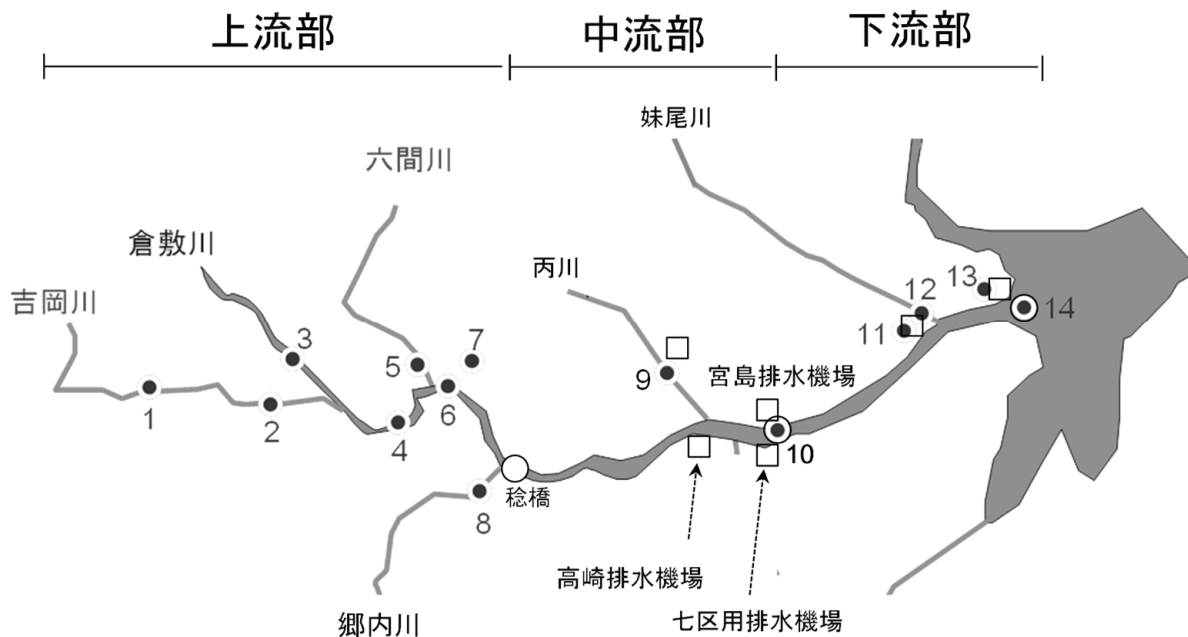 上流部
中流部
下流部
妹尾川
六間川
倉敷川
丙川
吉岡川
13
12
14
3
7
11
5
9
宮島排水機場
6
1
2
4
10
稔橋
8
高崎排水機場
七区用排水機場
郷内川